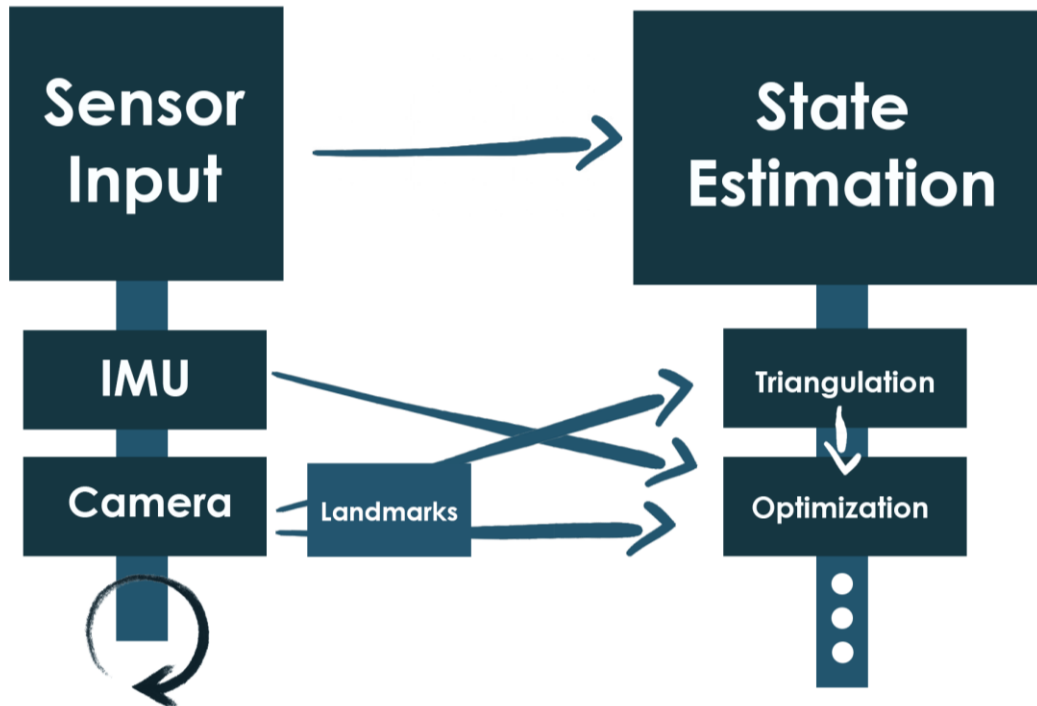 Sensor
Input
State
Estimation
IMU
Triangulation
Camera
Landmarks
Optimization